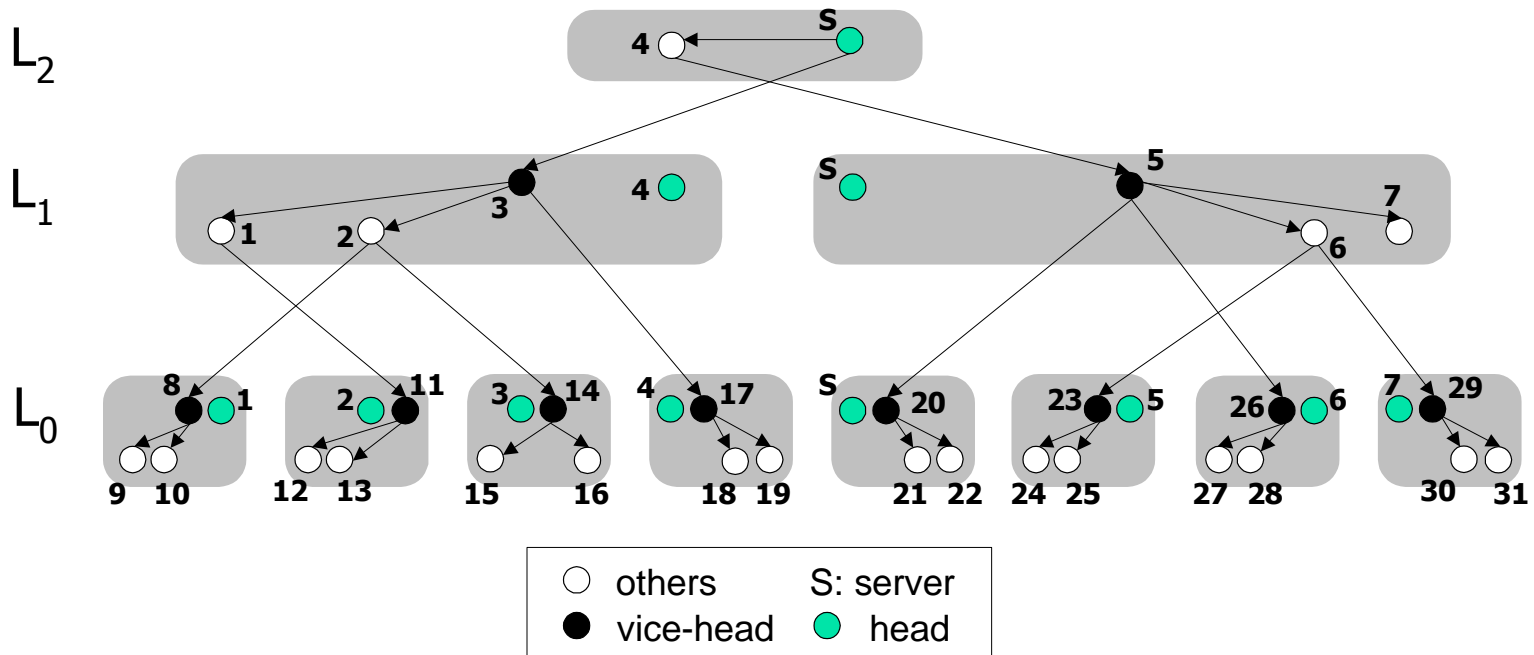 L2
4 S
L1
3 4 S 5 7
1 2 6
L0
8 1 2 11 3 14 4 17 S 20 23 5 26 6 7 29
9 10 12 13 15 16 18 19 21 22 24 25 27 28 30 31
others S: server
vice-head head